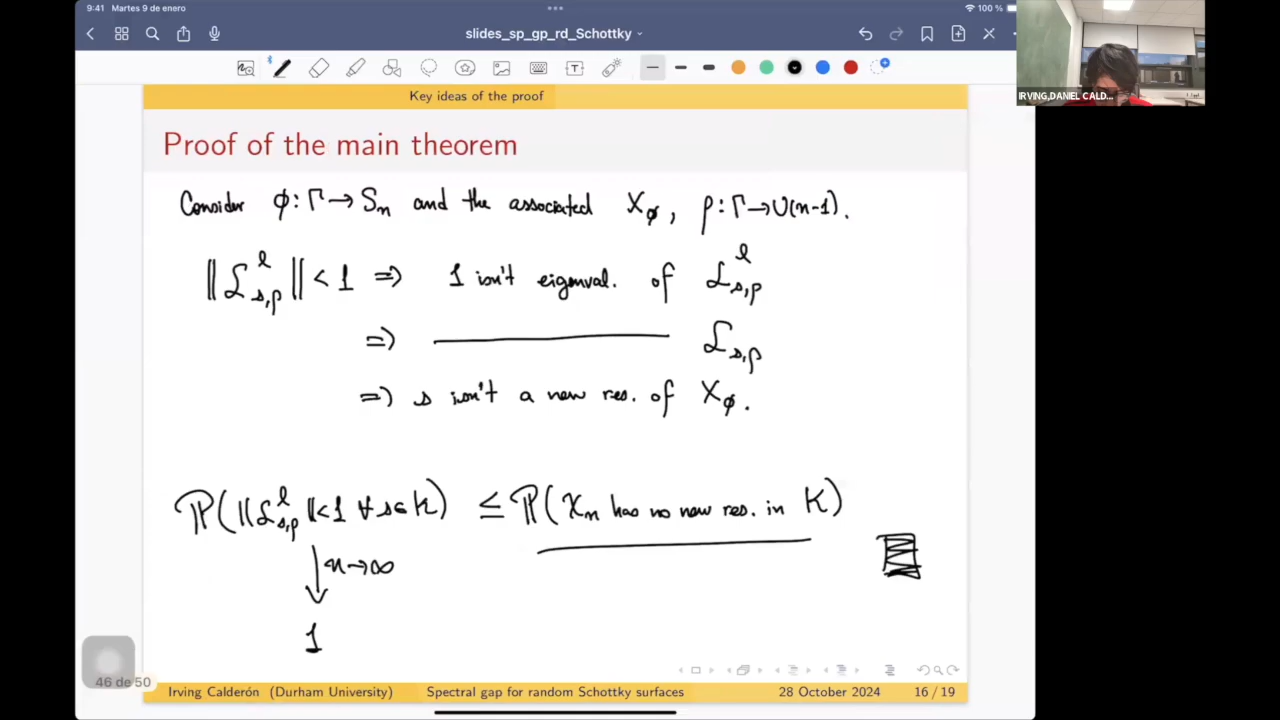 9:41 Martes 9 de enero
100 %
slides_sp_gp_rd_Schottky
IRVING,DANIEL CALD...
Key ideas of the proof
Proof of the main theorem
Consider φ: Γ → Sₙ and the associated X_φ, ρ: Γ → U(n-1).
‖ℒ^ℓ_{s,ρ}‖ < 1 ⇒ 1 isn't eigenval. of ℒ^ℓ_{s,ρ}
⇒ ———— ℒ_{s,ρ}
⇒ s isn't a new res. of X_φ.
ℙ(‖ℒ^ℓ_{s,ρ}‖ < 1 ∀ s ∈ K) ≤ ℙ(Xₙ has no new res. in K)
↓ n → ∞
1
46 de 50
Irving Calderón (Durham University) Spectral gap for random Schottky surfaces 28 October 2024 16 / 19